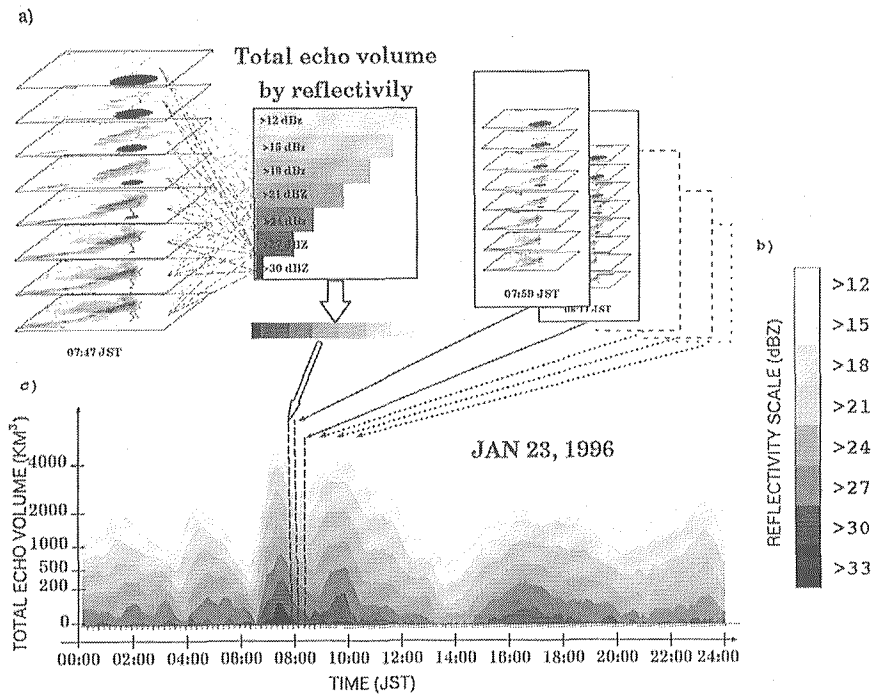 a)
Total echo volume
by reflectivily
>12 dBz
>15 dBz
>18 dBz
>21 dBZ
>24 dBz
>27 dBZ
>30 dBZ
07:47 JST
07:59 JST
08:11 JST
b)
REFLECTIVITY SCALE (dBZ)
>12
>15
>18
>21
>24
>27
>30
>33
c)
JAN 23, 1996
TOTAL ECHO VOLUME (KM³)
4000
2000
1000
500
200
0
00:00 02:00 04:00 06:00 08:00 10:00 12:00 14:00 16:00 18:00 20:00 22:00 24:00
TIME (JST)